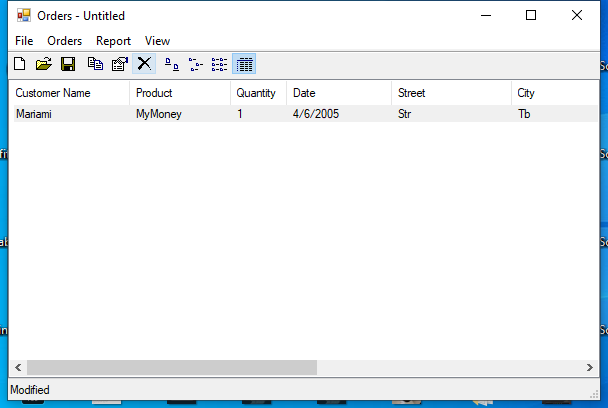 Orders - Untitled
File Orders Report View
Customer Name Product Quantity Date Street City
Mariami MyMoney 1 4/6/2005 Str Tb
Modified